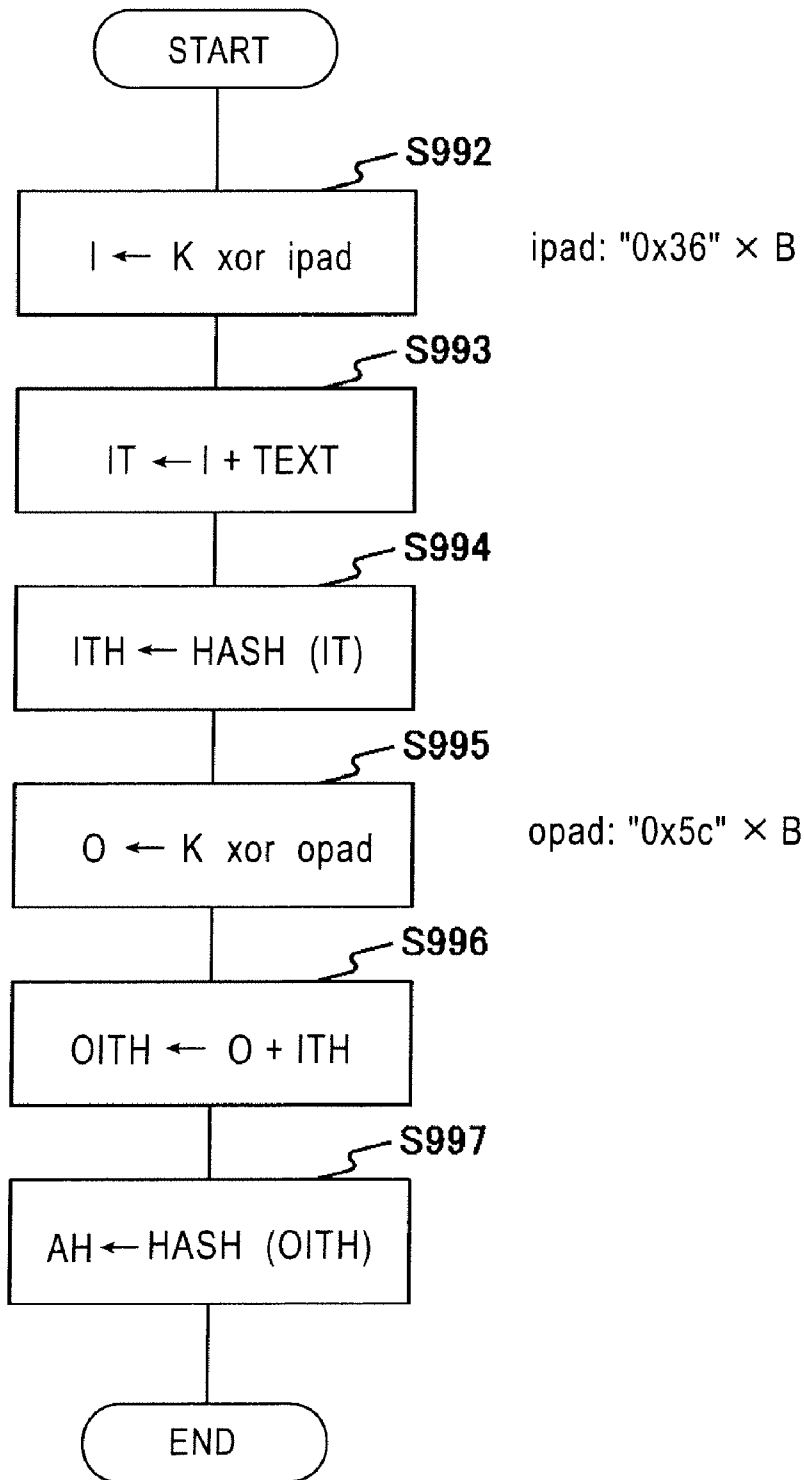 START
S992
I ← K xor ipad
ipad: "0x36" × B
S993
IT ← I + TEXT
S994
ITH ← HASH (IT)
S995
O ← K xor opad
opad: "0x5c" × B
S996
OITH ← O + ITH
S997
AH ← HASH (OITH)
END